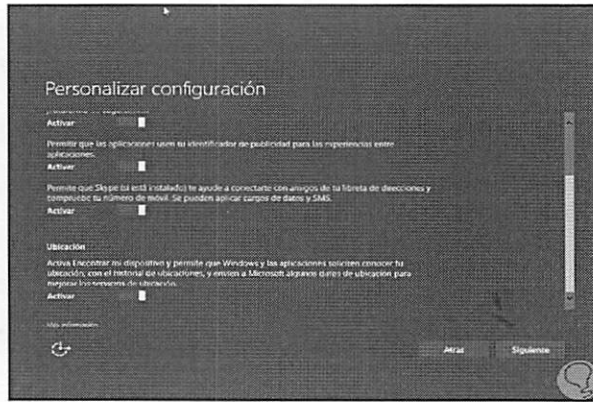 Personalizar configuración
Activar
Permitir que las aplicaciones usen tu identificador de publicidad para las experiencias entre
aplicaciones.
Activar
Permite que Skype (si está instalado) te ayude a conectarte con amigos de tu libreta de direcciones y
compruebe tu número de móvil. Se pueden aplicar cargos de datos y SMS.
Activar
Ubicación
Activa Encontrar mi dispositivo y permite que Windows y las aplicaciones soliciten conocer tu
ubicación, con el historial de ubicaciones, y envíen a Microsoft algunos datos de ubicación para
mejorar los servicios de ubicación.
Activar
Más información
Atrás
Siguiente